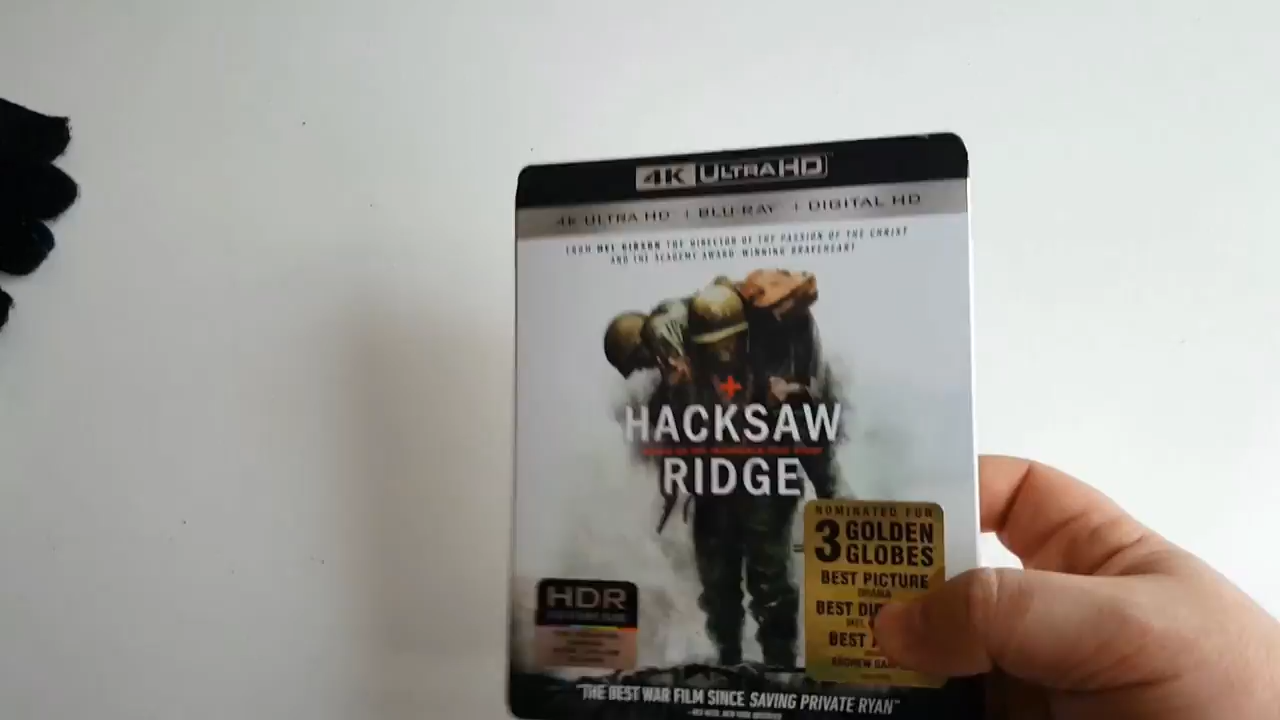 4K ULTRA HD
4K ULTRA HD + BLU-RAY + DIGITAL HD
FROM MEL GIBSON THE DIRECTOR OF THE PASSION OF THE CHRIST
AND THE ACADEMY AWARD WINNING BRAVEHEART
HACKSAW
RIDGE
NOMINATED FOR
3 GOLDEN
GLOBES
BEST PICTURE
DRAMA
BEST
BEST
ANDREW
HDR
"THE BEST WAR FILM SINCE SAVING PRIVATE RYAN"